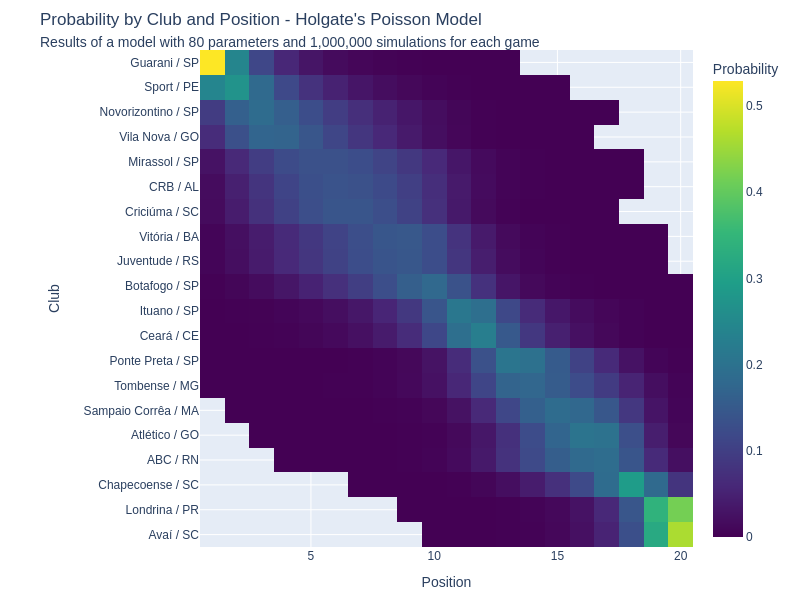 Probability by Club and Position - Holgate's Poisson Model
Results of a model with 80 parameters and 1,000,000 simulations for each game
Probability
Guarani / SP
Sport / PE
Novorizontino / SP
Vila Nova / GO
Mirassol / SP
CRB / AL
Criciúma / SC
Vitória / BA
Juventude / RS
Botafogo / SP
Ituano / SP
Ceará / CE
Ponte Preta / SP
Tombense / MG
Sampaio Corrêa / MA
Atlético / GO
ABC / RN
Chapecoense / SC
Londrina / PR
Avaí / SC
Club
5
10
15
20
Position
0.5
0.4
0.3
0.2
0.1
0